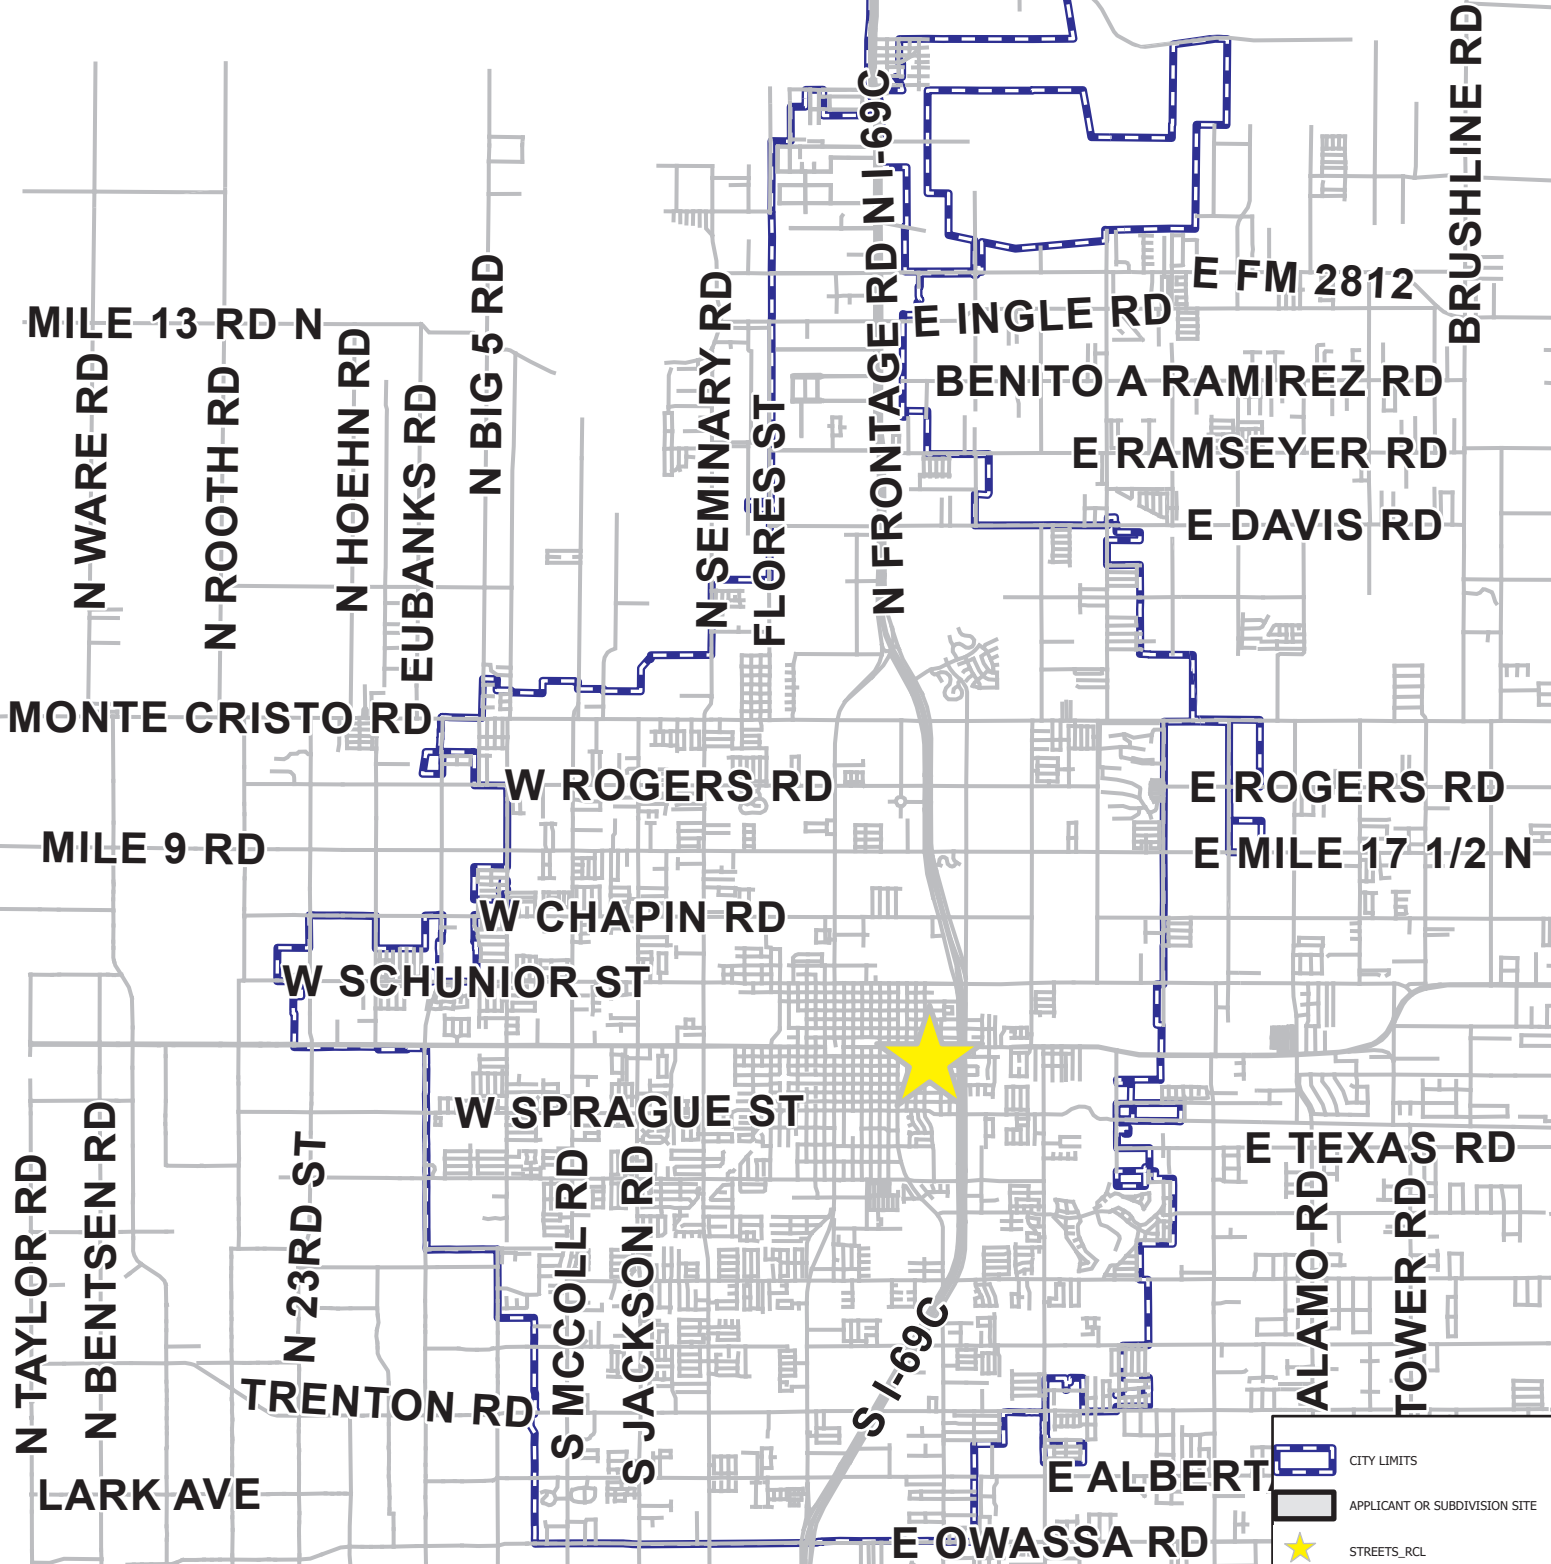 BRUSHLINE RD
N FRONTAGE RD N I-69C
E FM 2812
E INGLE RD
MILE 13 RD N
N WARE RD
N ROOTH RD
N HOEHN RD
EUBANKS RD
N BIG 5 RD
N SEMINARY RD
FLORES ST
BENITO A RAMIREZ RD
E RAMSEYER RD
E DAVIS RD
MONTE CRISTO RD
W ROGERS RD
E ROGERS RD
MILE 9 RD
E MILE 17 1/2 N
W CHAPIN RD
W SCHUNIOR ST
W SPRAGUE ST
E TEXAS RD
N TAYLOR RD
N BENTSEN RD
N 23RD ST
S MCCOLL RD
S JACKSON RD
S I-69C
ALAMO RD
TOWER RD
TRENTON RD
LARK AVE
E ALBERTA
E OWASSA RD
CITY LIMITS
APPLICANT OR SUBDIVISION SITE
STREETS_RCL